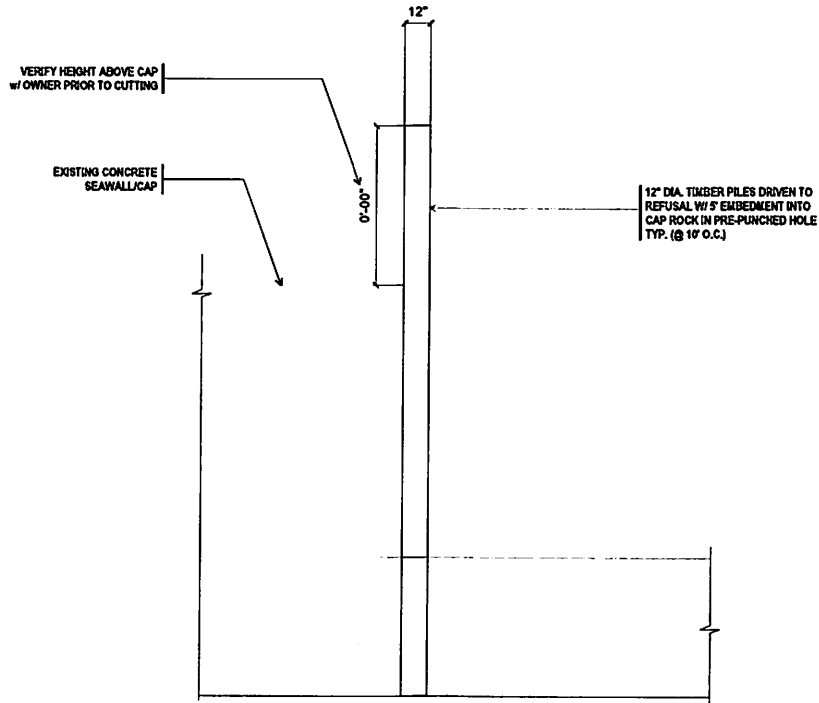 12"
VERIFY HEIGHT ABOVE CAP
w/ OWNER PRIOR TO CUTTING
EXISTING CONCRETE
SEAWALL/CAP
0'-00"
12" DIA. TIMBER PILES DRIVEN TO
REFUSAL W/ 5' EMBEDMENT INTO
CAP ROCK IN PRE-PUNCHED HOLE
TYP. (@ 10' O.C.)